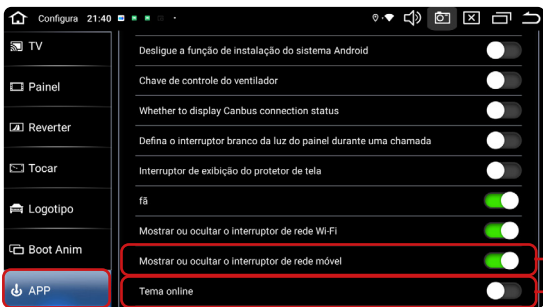 Configura 21:40
TV
Painel
Reverter
Tocar
Logotipo
Boot Anim
APP
Desligue a função de instalação do sistema Android
Chave de controle do ventilador
Whether to display Canbus connection status
Defina o interruptor branco da luz do painel durante uma chamada
Interruptor de exibição do protetor de tela
fã
Mostrar ou ocultar o interruptor de rede Wi-Fi
Mostrar ou ocultar o interruptor de rede móvel
Tema online